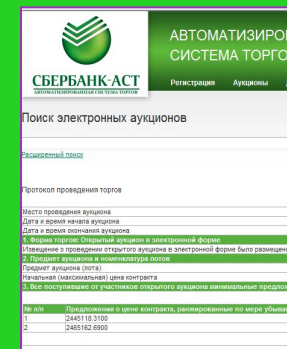 АВТОМАТИЗИРО
СИСТЕМА ТОРГО
СБЕРБАНК-АСТ
АВТОМАТИЗИРОВАННАЯ СИСТЕМА ТОРГОВ
Регистрация Аукционы
Поиск электронных аукционов
Расширенный поиск
Протокол проведения торгов
Место проведения аукциона
Дата и время начала аукциона
Дата и время окончания аукциона
1. Форма торгов: Открытый аукцион в электронной форме
Извещение о проведении открытого аукциона в электронной форме было размещено
2. Предмет аукциона и номенклатура лотов
Предмет аукциона (лота)
Начальная (максимальная) цена контракта
3. Все поступившие от участников открытого аукциона минимальные предлож
№ п/п Предложения о цене контракта, ранжированные по мере убыва
1 2445118.3100
2 2465162.6900